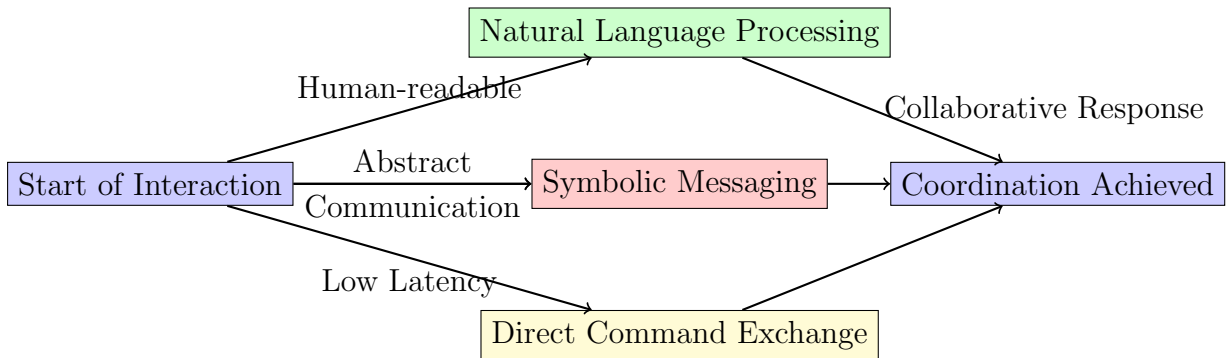 Natural Language Processing
Human-readable
Collaborative Response
Abstract
Start of Interaction
Symbolic Messaging
Coordination Achieved
Communication
Low Latency
Direct Command Exchange